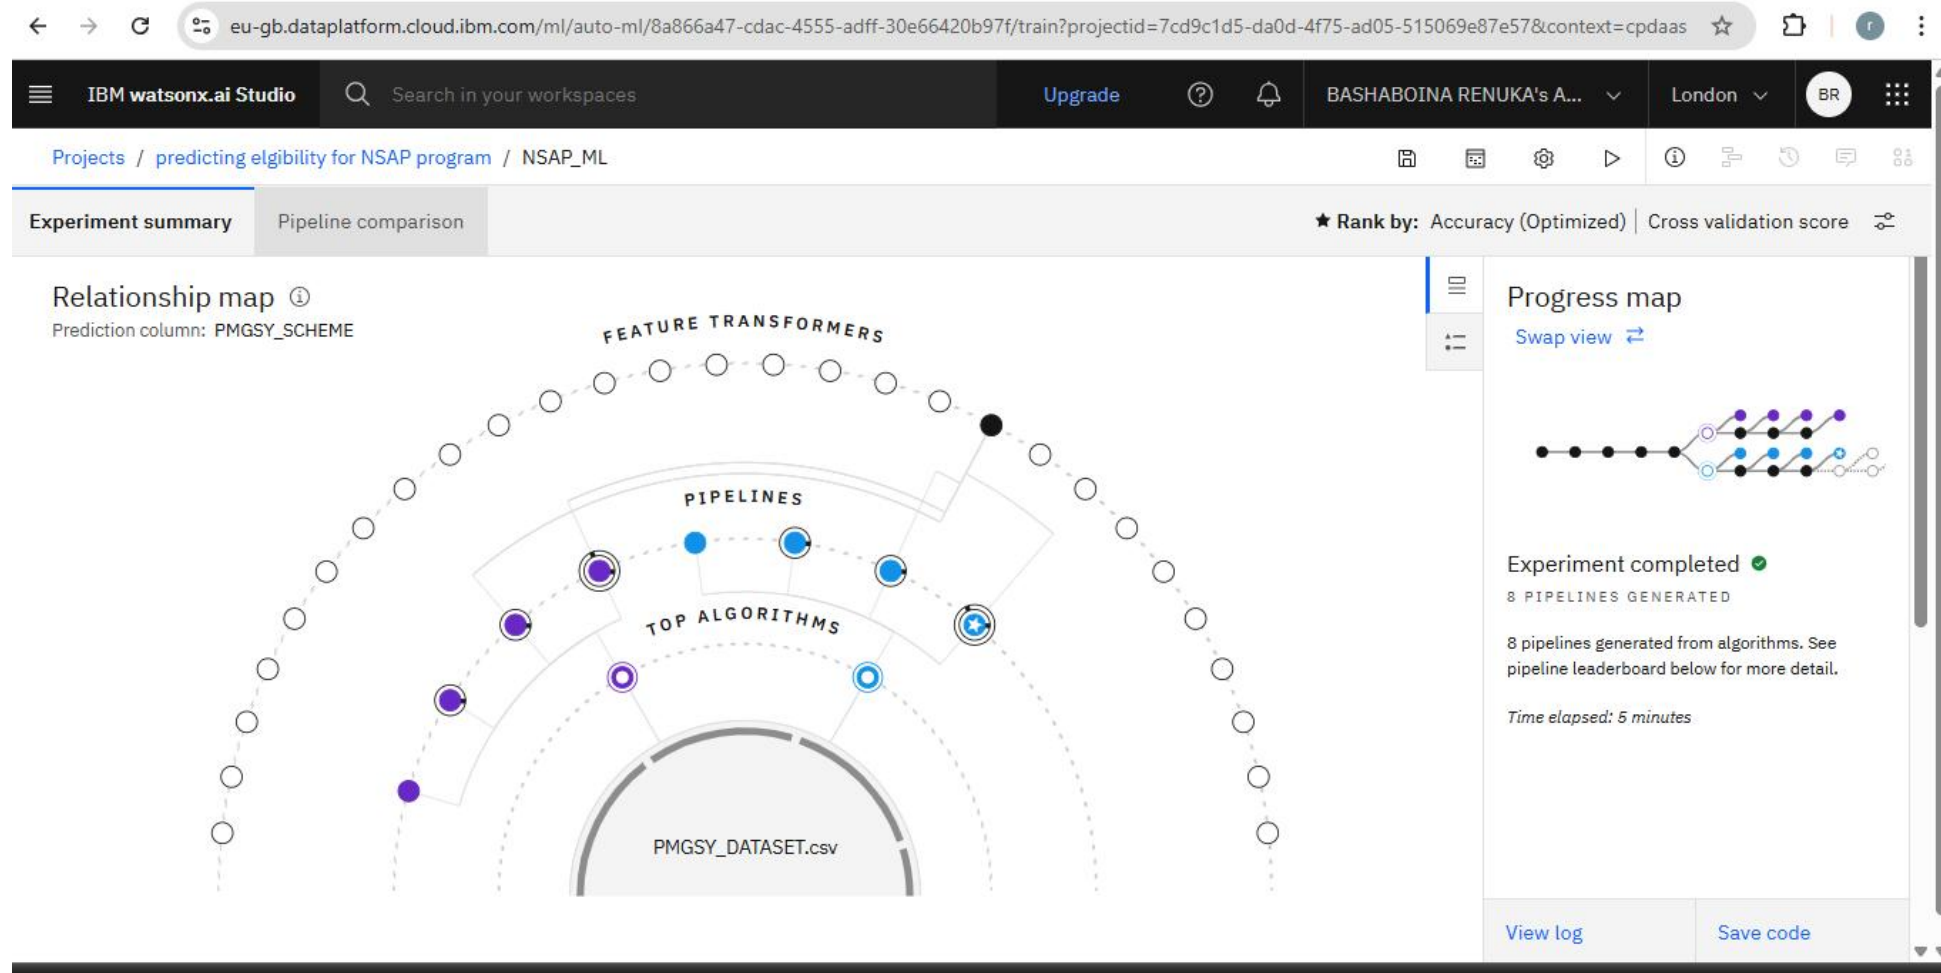 eu-gb.dataplatform.cloud.ibm.com/ml/auto-ml/8a866a47-cdac-4555-adff-30e66420b97f/train?projectid=7cd9c1d5-da0d-4f75-ad05-515069e87e57&context=cpdaas
r
IBM watsonx.ai Studio
Search in your workspaces
Upgrade
BASHABOINA RENUKA's A...
London
BR
Projects / predicting elgibility for NSAP program / NSAP_ML
Experiment summary
Pipeline comparison
Rank by: Accuracy (Optimized) | Cross validation score
Relationship map
Prediction column: PMGSY_SCHEME
FEATURE TRANSFORMERS
PIPELINES
TOP ALGORITHMS
PMGSY_DATASET.csv
Progress map
Swap view
Experiment completed
8 PIPELINES GENERATED
8 pipelines generated from algorithms. See
pipeline leaderboard below for more detail.
Time elapsed: 5 minutes
View log
Save code